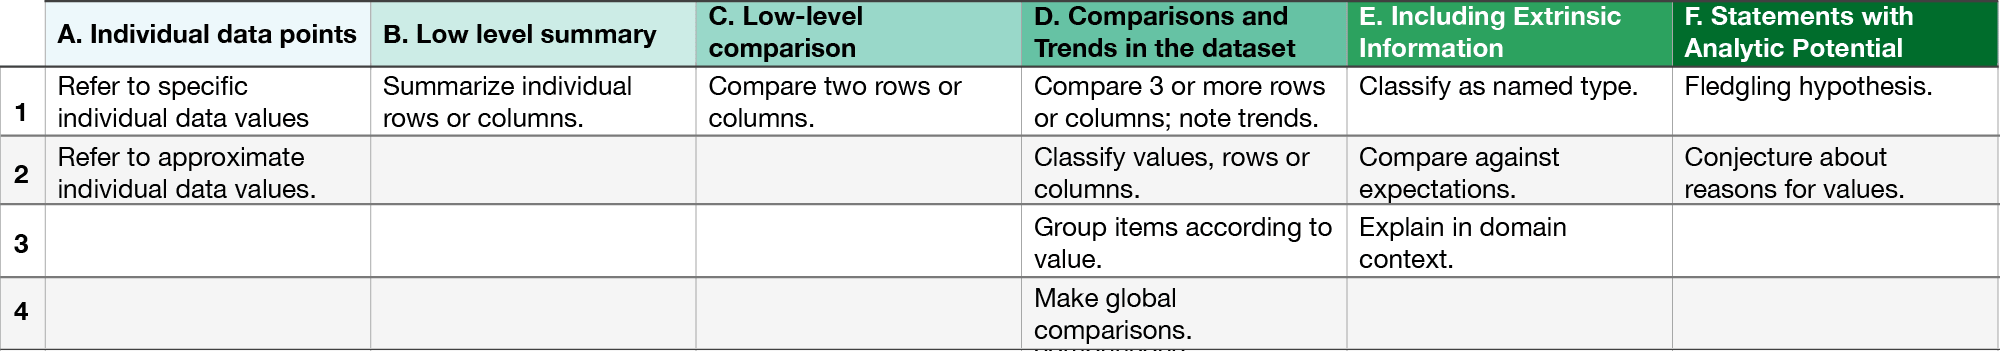 A. Individual data points
B. Low level summary
C. Low-level
comparison
D. Comparisons and
Trends in the dataset
E. Including Extrinsic
Information
F. Statements with
Analytic Potential
1
Refer to specific
individual data values
Summarize individual
rows or columns.
Compare two rows or
columns.
Compare 3 or more rows
or columns; note trends.
Classify as named type.
Fledgling hypothesis.
2
Refer to approximate
individual data values.
Classify values, rows or
columns.
Compare against
expectations.
Conjecture about
reasons for values.
3
Group items according to
value.
Explain in domain
context.
4
Make global
comparisons.